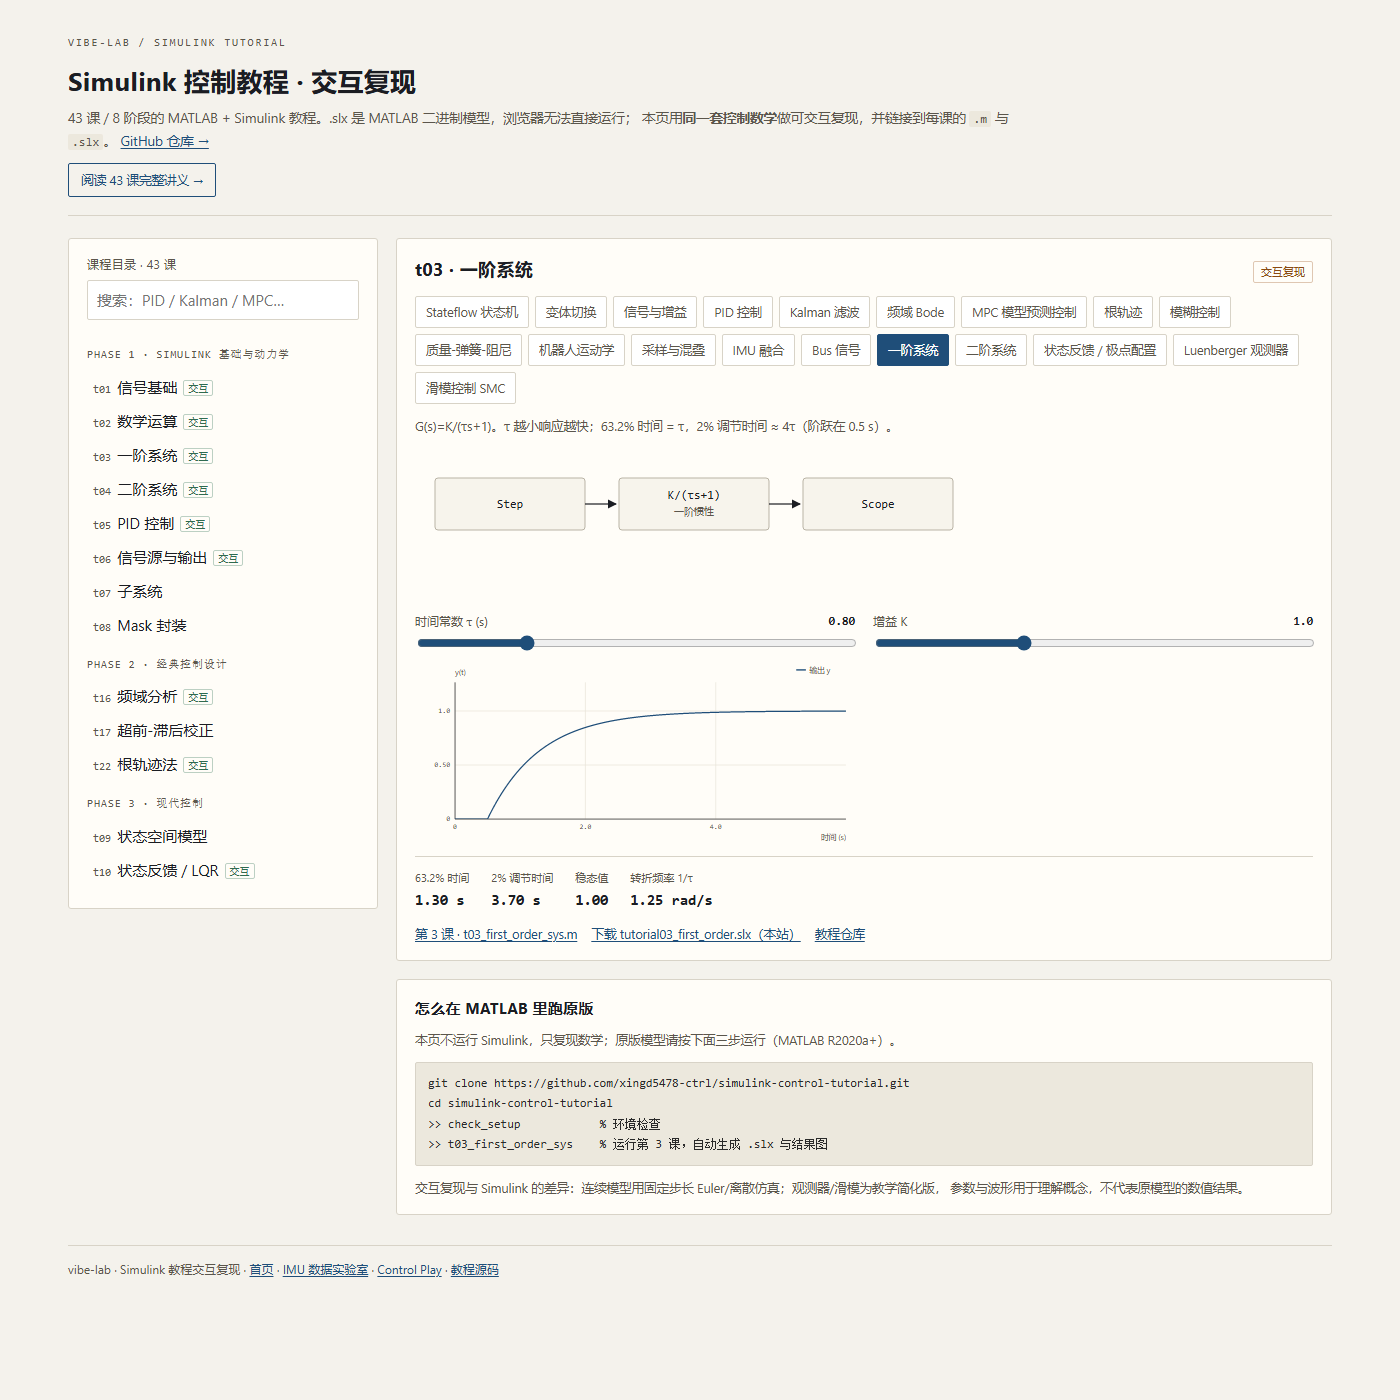 VIBE-LAB / SIMULINK TUTORIAL
Simulink 控制教程 · 交互复现
43 课 / 8 阶段的 MATLAB + Simulink 教程。.slx 是 MATLAB 二进制模型，浏览器无法直接运行； 本页用同一套控制数学做可交互复现，并链接到每课的 .m 与
.slx 。 GitHub 仓库 →
阅读 43 课完整讲义 →
课程目录 · 43 课
搜索：PID / Kalman / MPC...
PHASE 1 · SIMULINK 基础与动力学
t01 信号基础 交互
t02 数学运算 交互
t03 一阶系统 交互
t04 二阶系统 交互
t05 PID 控制 交互
t06 信号源与输出 交互
t07 子系统
t08 Mask 封装
PHASE 2 · 经典控制设计
t16 频域分析 交互
t17 超前-滞后校正
t22 根轨迹法 交互
PHASE 3 · 现代控制
t09 状态空间模型
t10 状态反馈 / LQR 交互
t03 · 一阶系统
交互复现
Stateflow 状态机 变体切换 信号与增益 PID 控制 Kalman 滤波 频域 Bode MPC 模型预测控制 根轨迹 模糊控制
质量-弹簧-阻尼 机器人运动学 采样与混叠 IMU 融合 Bus 信号 一阶系统 二阶系统 状态反馈 / 极点配置 Luenberger 观测器
滑模控制 SMC
G(s)=K/(τs+1)。τ 越小响应越快；63.2% 时间 = τ，2% 调节时间 ≈ 4τ（阶跃在 0.5 s）。
Step
K/(τs+1)
一阶惯性
Scope
时间常数 τ (s) 0.80 增益 K 1.0
y(t)
输出 y
1.0
0.50
0
0 2.0 4.0
时间 (s)
63.2% 时间 2% 调节时间 稳态值 转折频率 1/τ
1.30 s 3.70 s 1.00 1.25 rad/s
第 3 课 · t03_first_order_sys.m 下载 tutorial03_first_order.slx（本站） 教程仓库
怎么在 MATLAB 里跑原版
本页不运行 Simulink，只复现数学；原版模型请按下面三步运行（MATLAB R2020a+）。
git clone https://github.com/xingd5478-ctrl/simulink-control-tutorial.git
cd simulink-control-tutorial
>> check_setup % 环境检查
>> t03_first_order_sys % 运行第 3 课，自动生成 .slx 与结果图
交互复现与 Simulink 的差异：连续模型用固定步长 Euler/离散仿真；观测器/滑模为教学简化版， 参数与波形用于理解概念，不代表原模型的数值结果。
vibe-lab · Simulink 教程交互复现 · 首页 · IMU 数据实验室 · Control Play · 教程源码